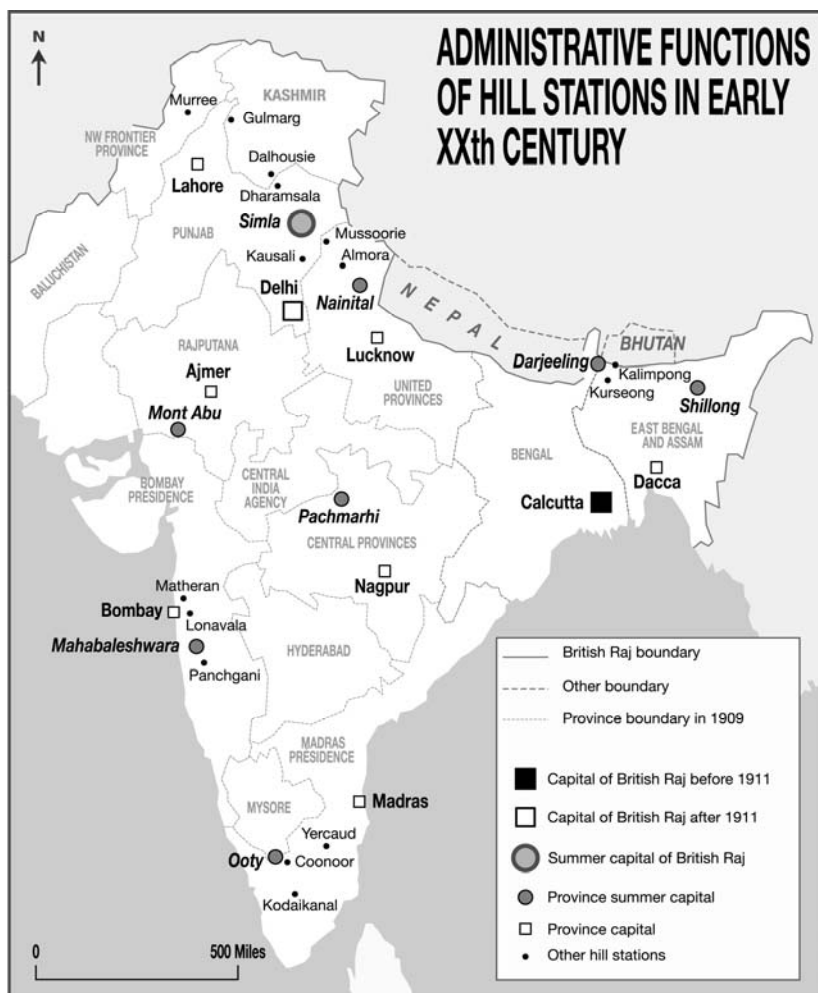 ADMINISTRATIVE FUNCTIONS
OF HILL STATIONS IN EARLY
XXth CENTURY
N
KASHMIR
Murree
Gulmarg
NW FRONTIER
PROVINCE
Dalhousie
Lahore
Dharamsala
Simla
PUNJAB
Mussoorie
Kausali
Almora
BALUCHISTAN
Delhi
Nainital
NEPAL
RAJPUTANA
Lucknow
BHUTAN
Darjeeling
Ajmer
Kalimpong
Kurseong
UNITED
PROVINCES
Shillong
Mont Abu
EAST BENGAL
AND ASSAM
BENGAL
BOMBAY
PRESIDENCE
CENTRAL
INDIA
AGENCY
Dacca
Calcutta
Pachmarhi
CENTRAL PROVINCES
Nagpur
Matheran
Bombay
Lonavala
Mahabaleshwara
Panchgani
HYDERABAD
MADRAS
PRESIDENCE
MYSORE
Madras
Yercaud
Ooty
Coonoor
Kodaikanal
0
500 Miles
British Raj boundary
Other boundary
Province boundary in 1909
Capital of British Raj before 1911
Capital of British Raj after 1911
Summer capital of British Raj
Province summer capital
Province capital
Other hill stations